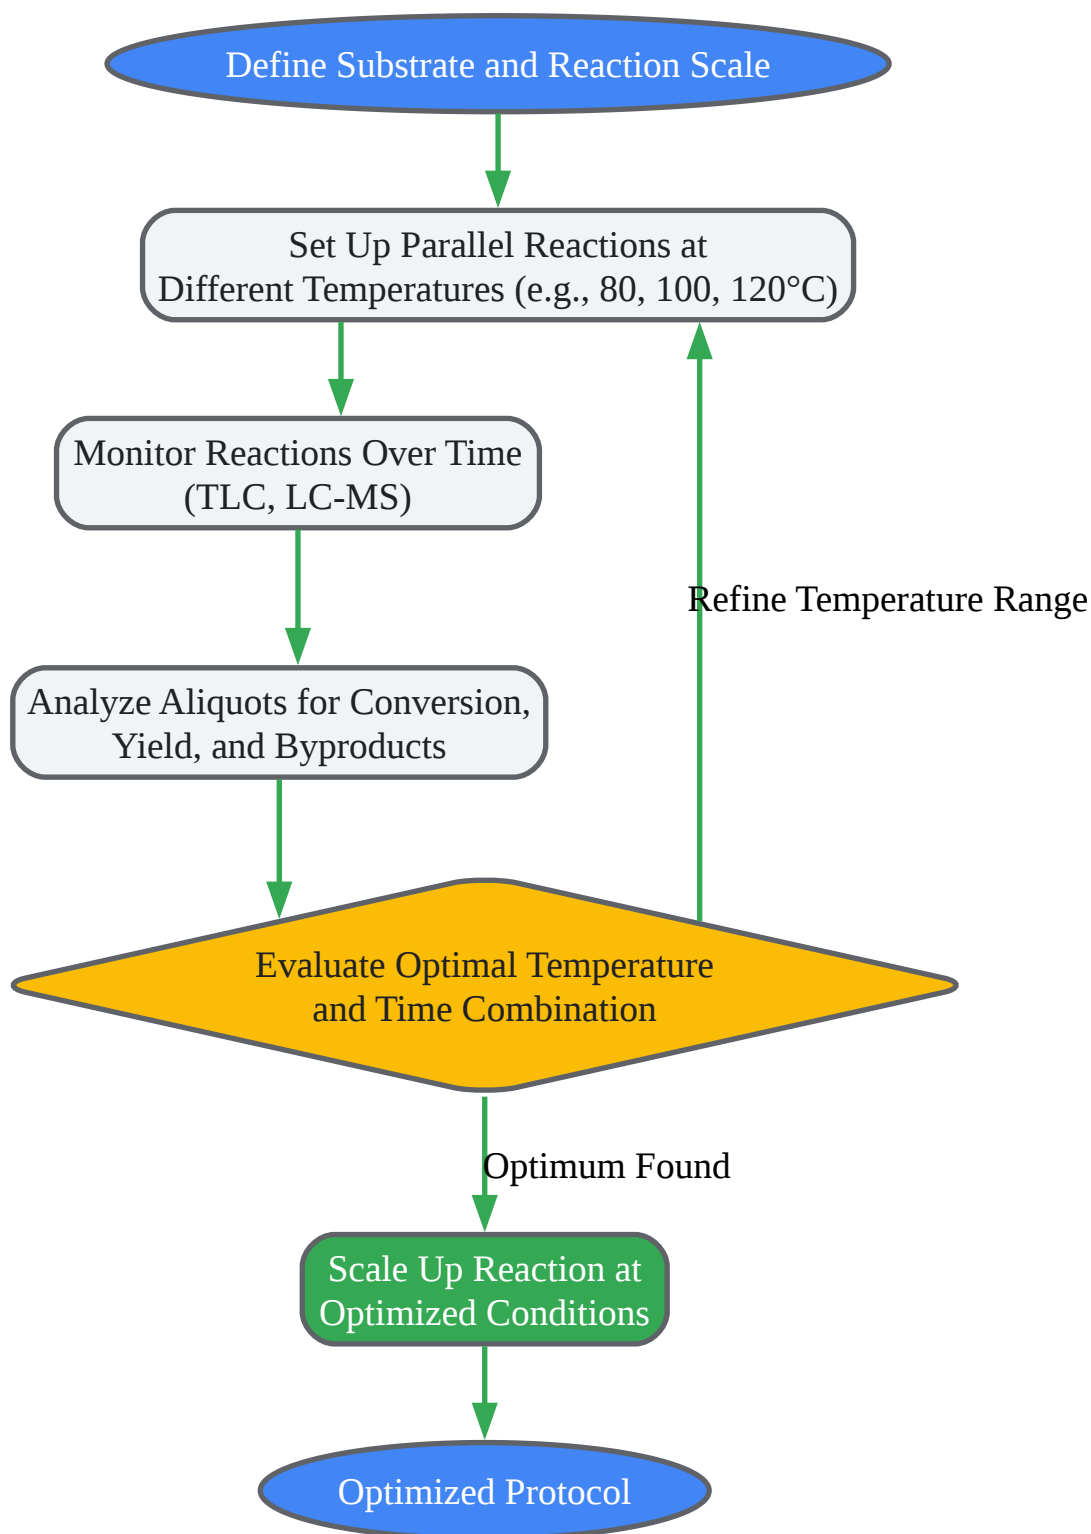 Define Substrate and Reaction Scale
Set Up Parallel Reactions at
Different Temperatures (e.g., 80, 100, 120°C)
Monitor Reactions Over Time
(TLC, LC-MS)
Refine Temperature Range
Analyze Aliquots for Conversion,
Yield, and Byproducts
Evaluate Optimal Temperature
and Time Combination
Optimum Found
Scale Up Reaction at
Optimized Conditions
Optimized Protocol